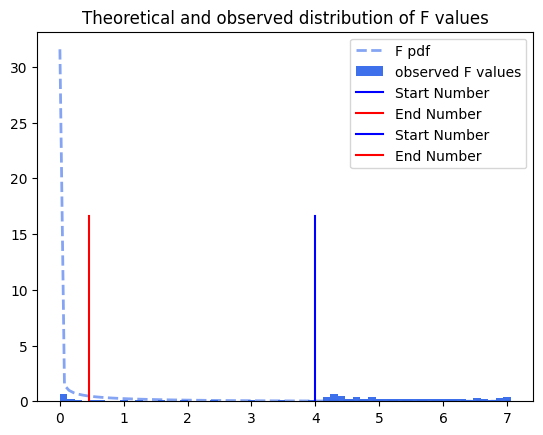 Theoretical and observed distribution of F values
F pdf
observed F values
Start Number
End Number
Start Number
End Number
30
25
20
15
10
5
0
0 1 2 3 4 5 6 7